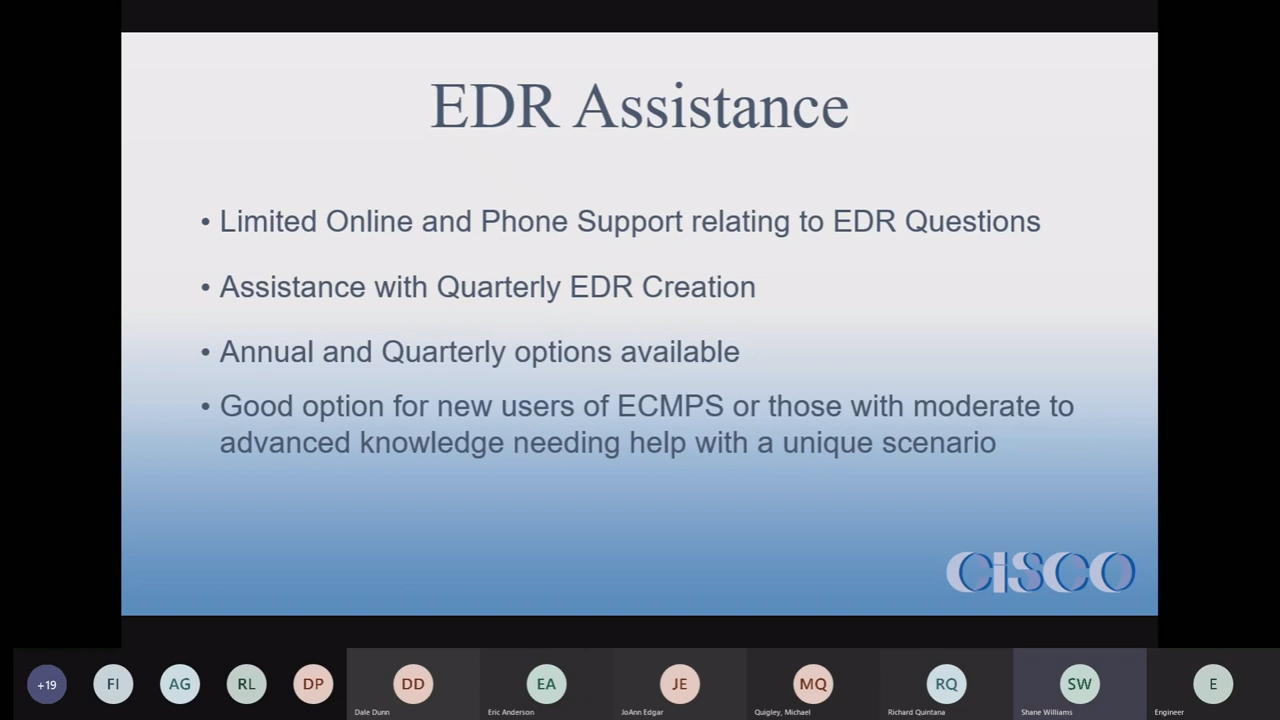 EDR Assistance
• Limited Online and Phone Support relating to EDR Questions
• Assistance with Quarterly EDR Creation
• Annual and Quarterly options available
• Good option for new users of ECMPS or those with moderate to
advanced knowledge needing help with a unique scenario
CiSCO
+19 FI AG RL DP DD EA JE MQ RQ SW E
Dale Dunn Eric Anderson JoAnn Edgar Quigley, Michael Richard Quintana Shane Williams Engineer